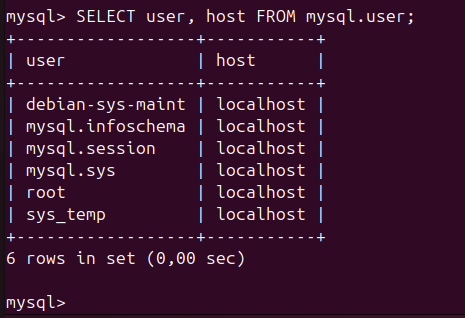 mysql> SELECT user, host FROM mysql.user;
+------------------+-----------+
| user             | host      |
+------------------+-----------+
| debian-sys-maint | localhost |
| mysql.infoschema | localhost |
| mysql.session    | localhost |
| mysql.sys        | localhost |
| root             | localhost |
| sys_temp         | localhost |
+------------------+-----------+
6 rows in set (0,00 sec)
mysql>